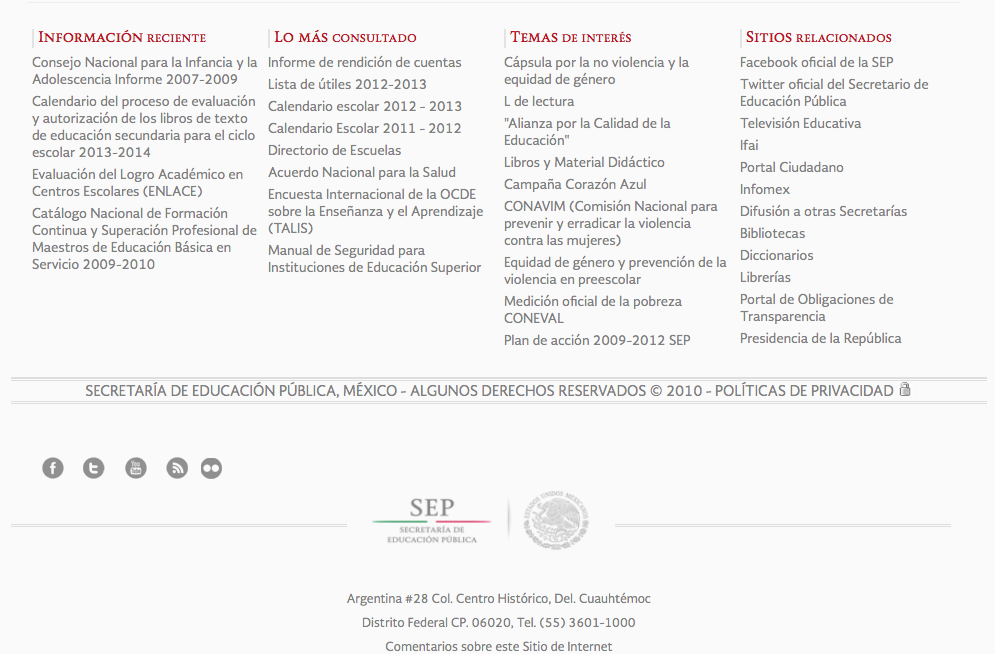 Información reciente
Consejo Nacional para la Infancia y la
Adolescencia Informe 2007-2009
Calendario del proceso de evaluación
y autorización de los libros de texto
de educación secundaria para el ciclo
escolar 2013-2014
Evaluación del Logro Académico en
Centros Escolares (ENLACE)
Catálogo Nacional de Formación
Continua y Superación Profesional de
Maestros de Educación Básica en
Servicio 2009-2010
Lo más consultado
Informe de rendición de cuentas
Lista de útiles 2012-2013
Calendario escolar 2012 - 2013
Calendario Escolar 2011 - 2012
Directorio de Escuelas
Acuerdo Nacional para la Salud
Encuesta Internacional de la OCDE
sobre la Enseñanza y el Aprendizaje
(TALIS)
Manual de Seguridad para
Instituciones de Educación Superior
Temas de interés
Cápsula por la no violencia y la
equidad de género
L de lectura
"Alianza por la Calidad de la
Educación"
Libros y Material Didáctico
Campaña Corazón Azul
CONAVIM (Comisión Nacional para
prevenir y erradicar la violencia
contra las mujeres)
Equidad de género y prevención de la
violencia en preescolar
Medición oficial de la pobreza
CONEVAL
Plan de acción 2009-2012 SEP
Sitios relacionados
Facebook oficial de la SEP
Twitter oficial del Secretario de
Educación Pública
Televisión Educativa
Ifai
Portal Ciudadano
Infomex
Difusión a otras Secretarías
Bibliotecas
Diccionarios
Librerías
Portal de Obligaciones de
Transparencia
Presidencia de la República
SECRETARÍA DE EDUCACIÓN PÚBLICA, MÉXICO - ALGUNOS DERECHOS RESERVADOS © 2010 - POLÍTICAS DE PRIVACIDAD
You
Tube
SEP
SECRETARÍA DE
EDUCACIÓN PÚBLICA
ESTADOS UNIDOS MEXICANOS
Argentina #28 Col. Centro Histórico, Del. Cuauhtémoc
Distrito Federal CP. 06020, Tel. (55) 3601-1000
Comentarios sobre este Sitio de Internet